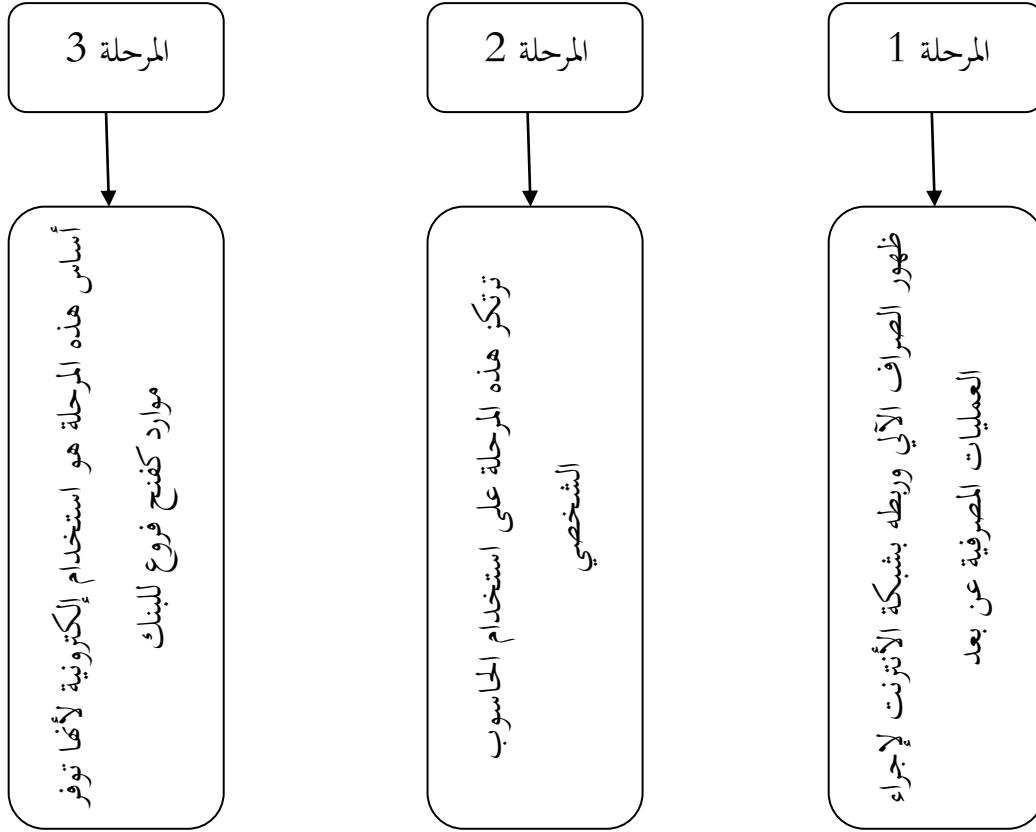 المرحلة 1
ظهور الصراف الآلي وربطه بشبكة الأنترنت لإجراء
العمليات المصرفية عن بعد
المرحلة 2
ترتكز هذه المرحلة على استخدام الحاسوب
الشخصي
المرحلة 3
أساس هذه المرحلة هو استخدام إلكترونية لأنها توفر
موارد كفتح فروع للبنك